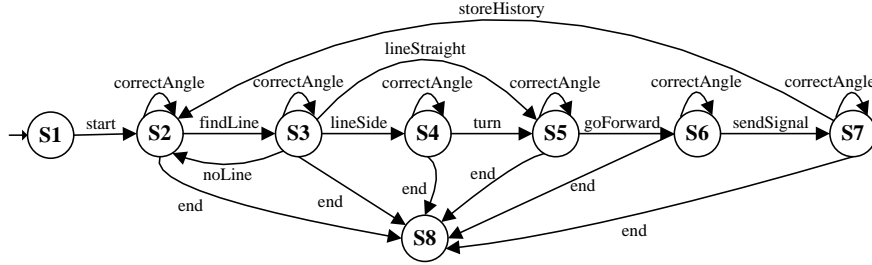 storeHistory
lineStraight
correctAngle
correctAngle
correctAngle
correctAngle
correctAngle
correctAngle
S1
start
S2
findLine
S3
lineSide
S4
turn
S5
goForward
S6
sendSignal
S7
noLine
end
end
end
end
end
end
S8